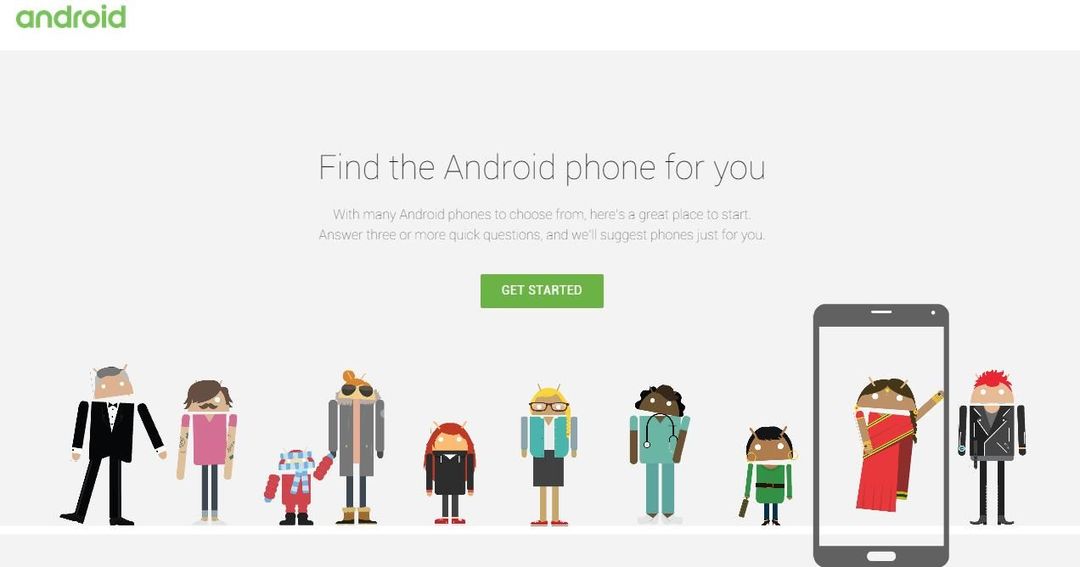 android
Find the Android phone for you
With many Android phones to choose from, here's a great place to start.
Answer three or more quick questions, and we'll suggest phones just for you.
GET STARTED